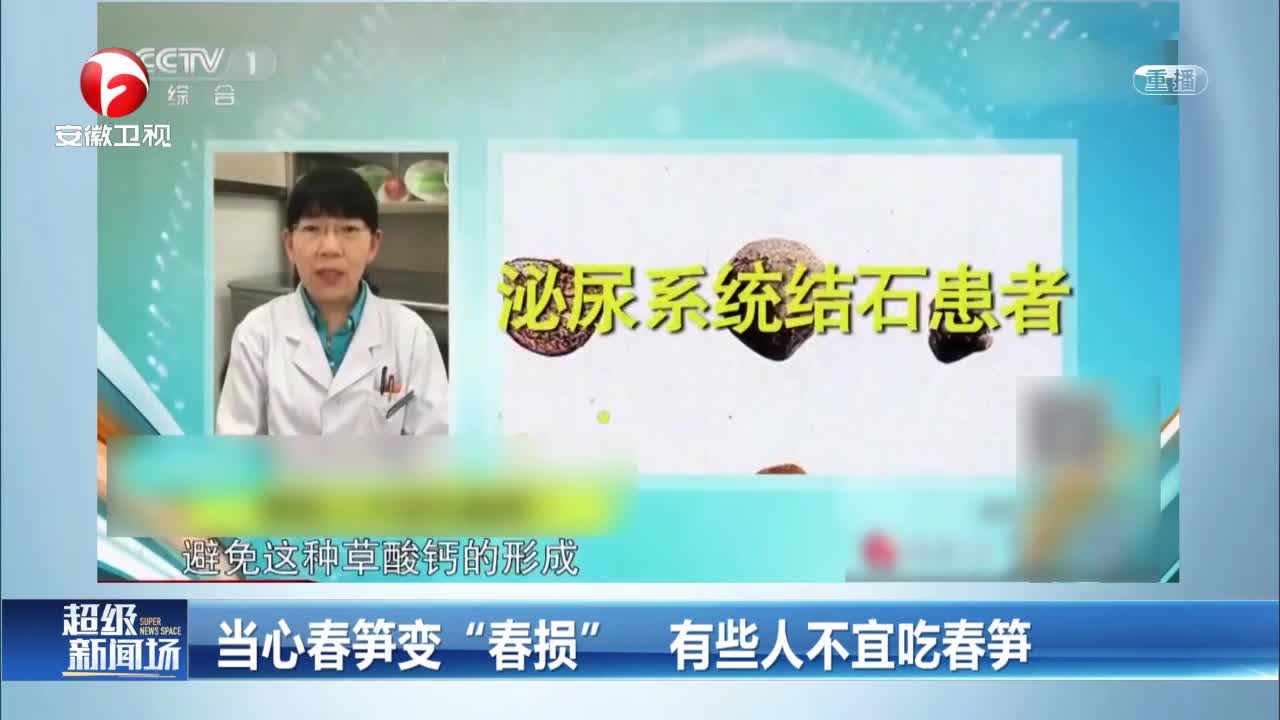 CCTV 1
综合
安徽卫视
重播
泌尿系统结石患者
避免这种草酸钙的形成
超级新闻场
SUPER NEWS SPACE
当心春笋变“春损” 有些人不宜吃春笋